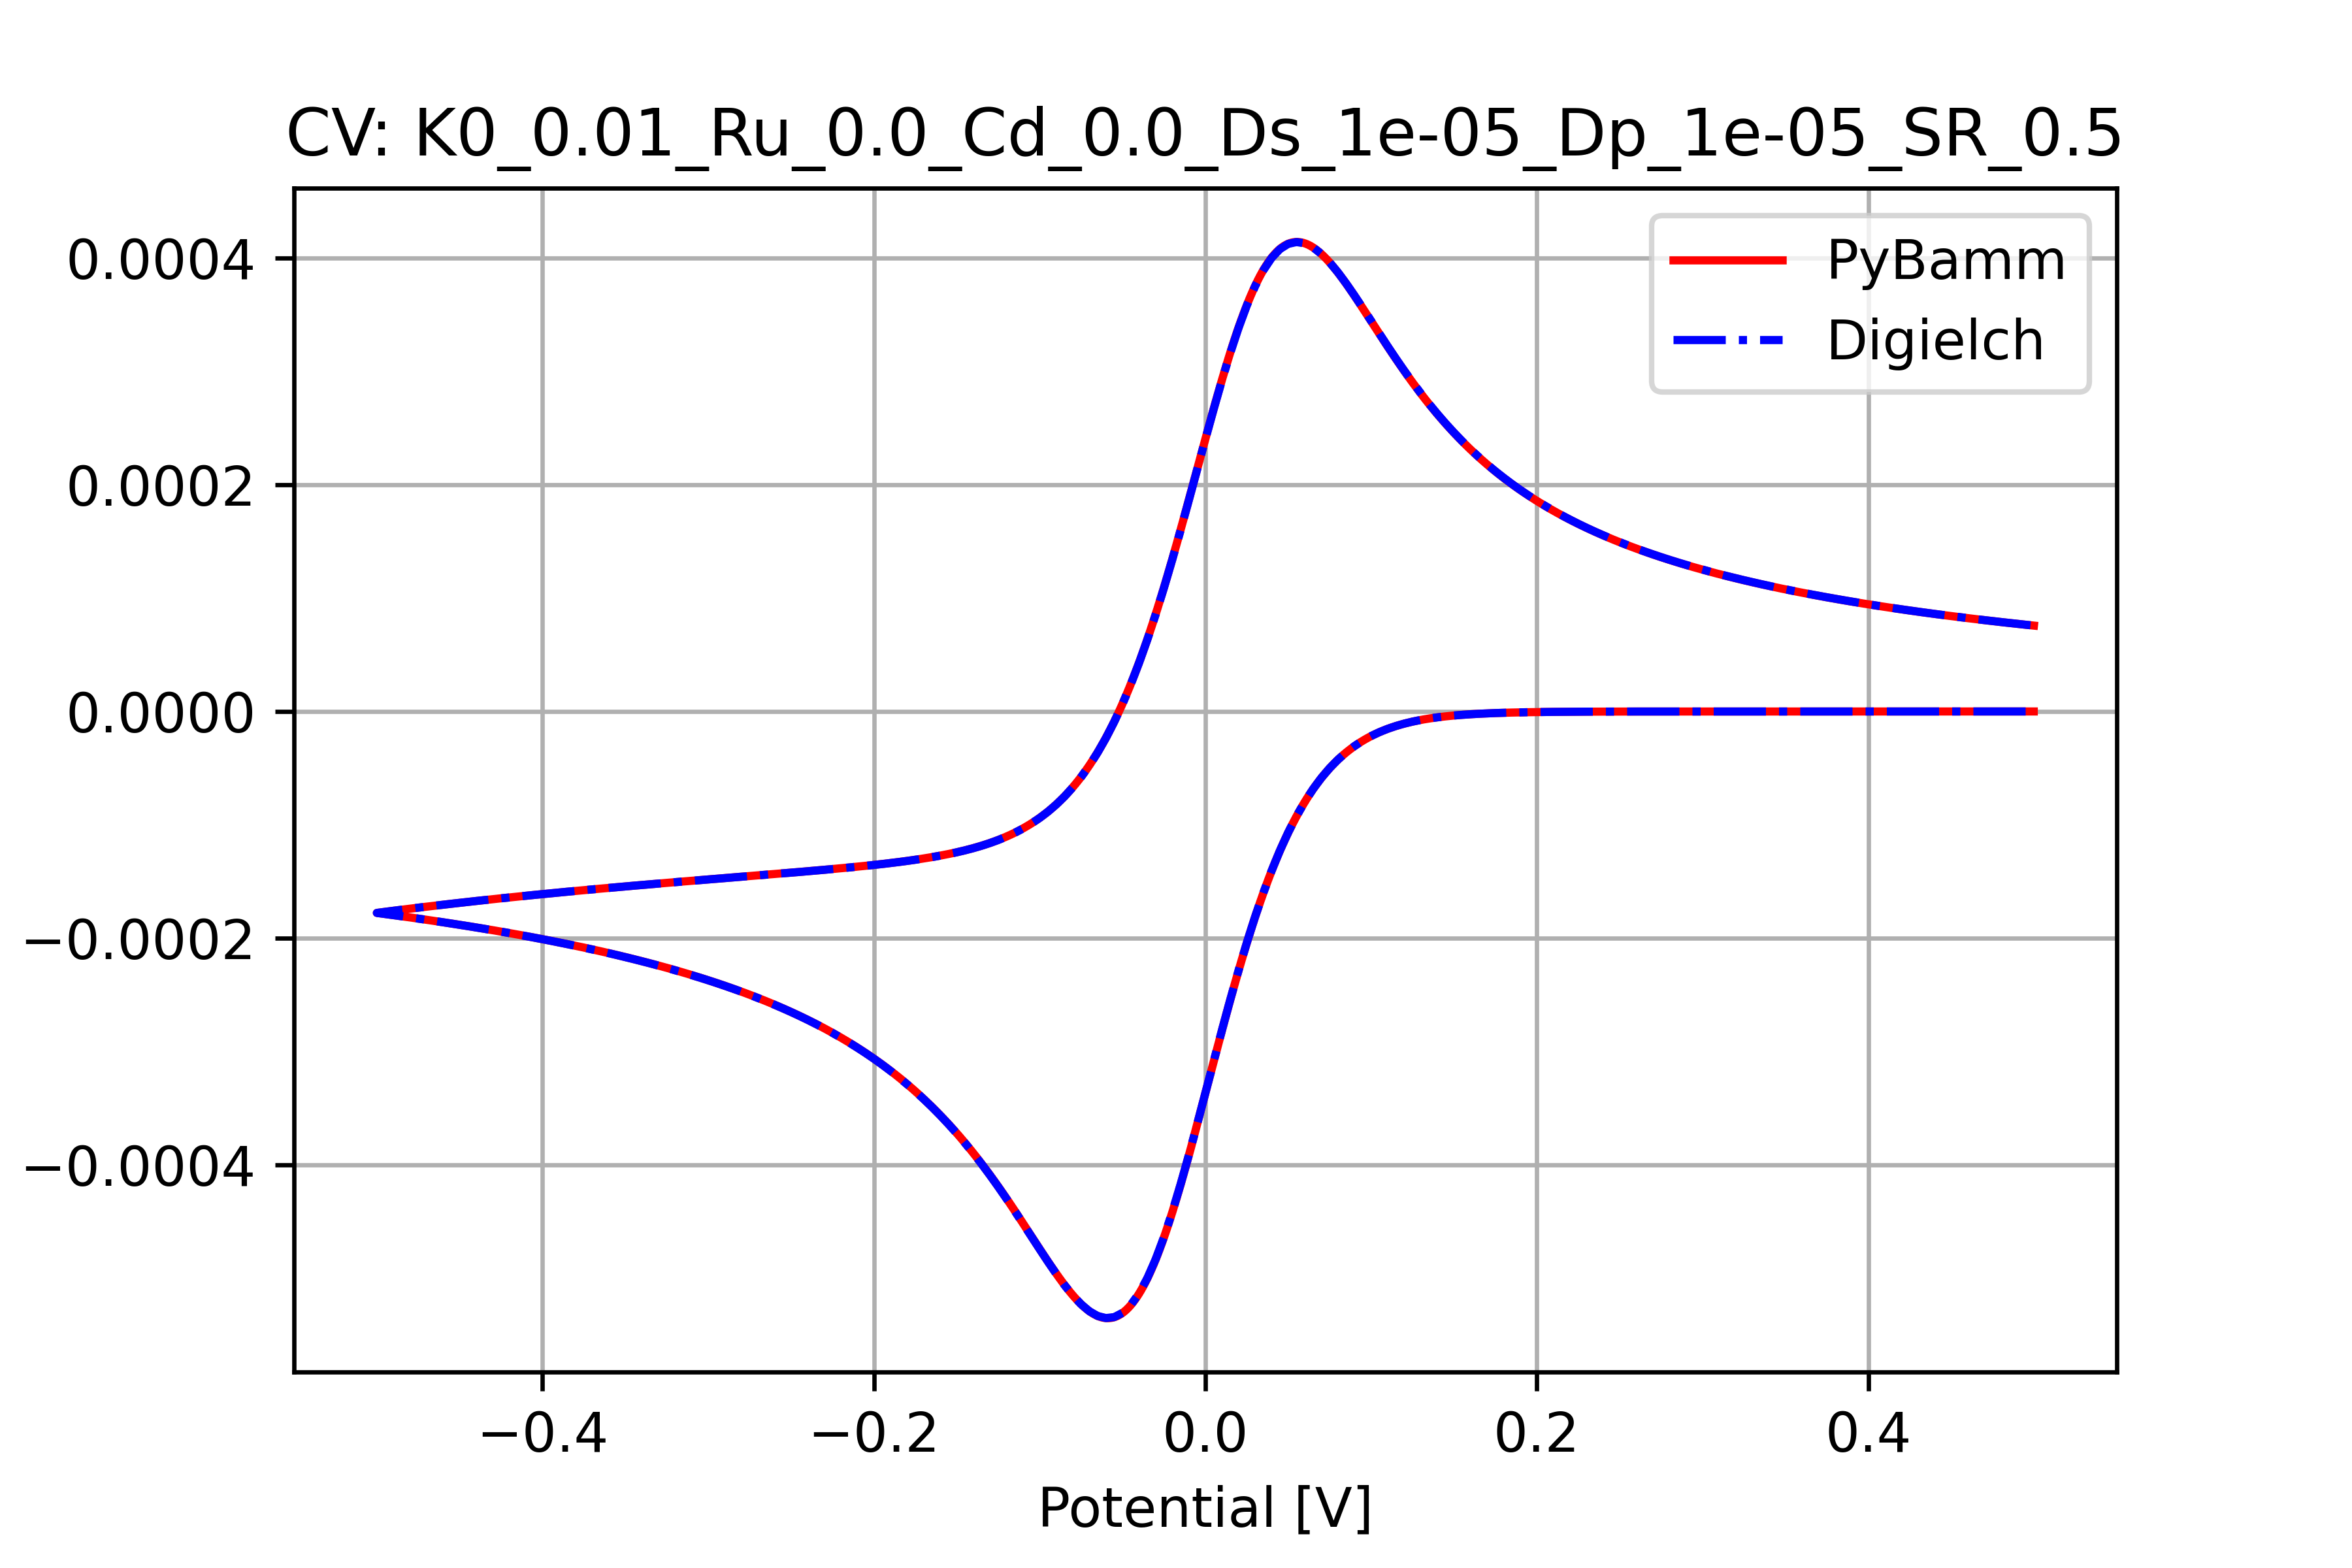 CV: K0_0.01_Ru_0.0_Cd_0.0_Ds_1e-05_Dp_1e-05_SR_0.5
0.0004
0.0002
0.0000
−0.0002
−0.0004
PyBamm
Digielch
−0.4
−0.2
0.0
0.2
0.4
Potential [V]